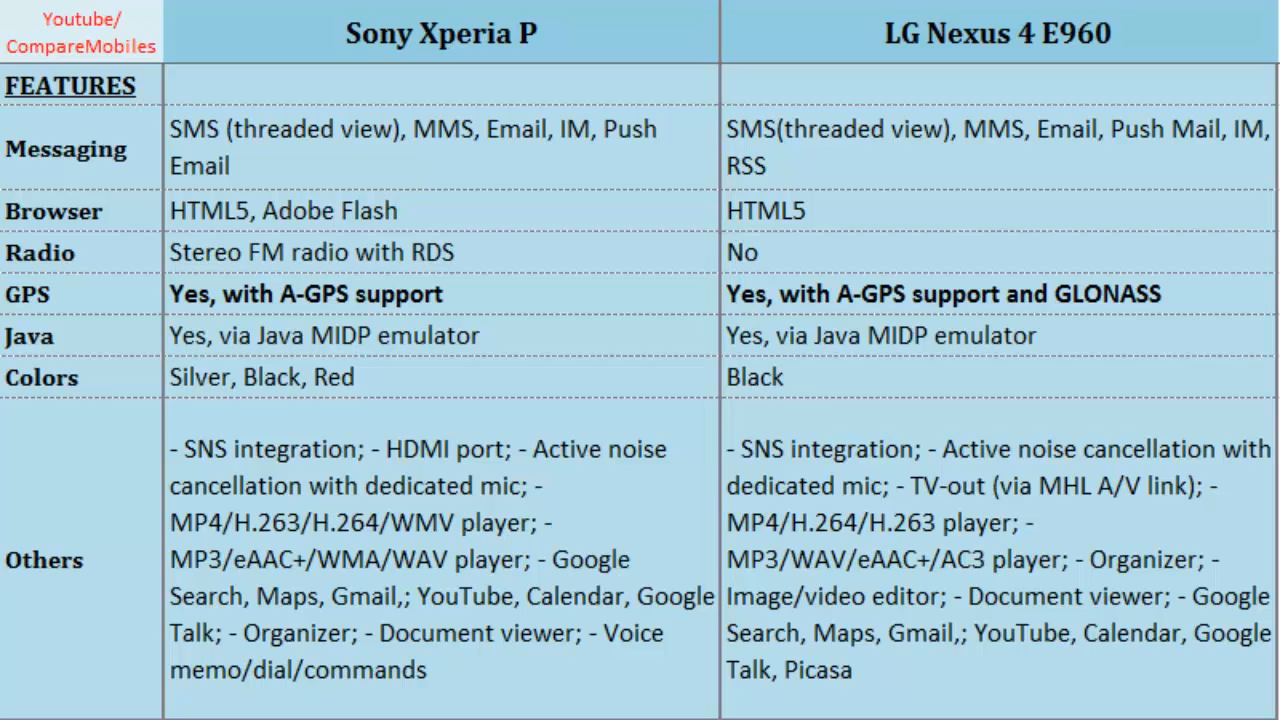 Youtube/
CompareMobiles
Sony Xperia P
LG Nexus 4 E960
FEATURES
Messaging
SMS (threaded view), MMS, Email, IM, Push
Email
SMS(threaded view), MMS, Email, Push Mail, IM,
RSS
Browser
HTML5, Adobe Flash
HTML5
Radio
Stereo FM radio with RDS
No
GPS
Yes, with A-GPS support
Yes, with A-GPS support and GLONASS
Java
Yes, via Java MIDP emulator
Yes, via Java MIDP emulator
Colors
Silver, Black, Red
Black
Others
- SNS integration; - HDMI port; - Active noise
cancellation with dedicated mic; -
MP4/H.263/H.264/WMV player; -
MP3/eAAC+/WMA/WAV player; - Google
Search, Maps, Gmail,; YouTube, Calendar, Google
Talk; - Organizer; - Document viewer; - Voice
memo/dial/commands
- SNS integration; - Active noise cancellation with
dedicated mic; - TV-out (via MHL A/V link); -
MP4/H.264/H.263 player; -
MP3/WAV/eAAC+/AC3 player; - Organizer; -
Image/video editor; - Document viewer; - Google
Search, Maps, Gmail,; YouTube, Calendar, Google
Talk, Picasa